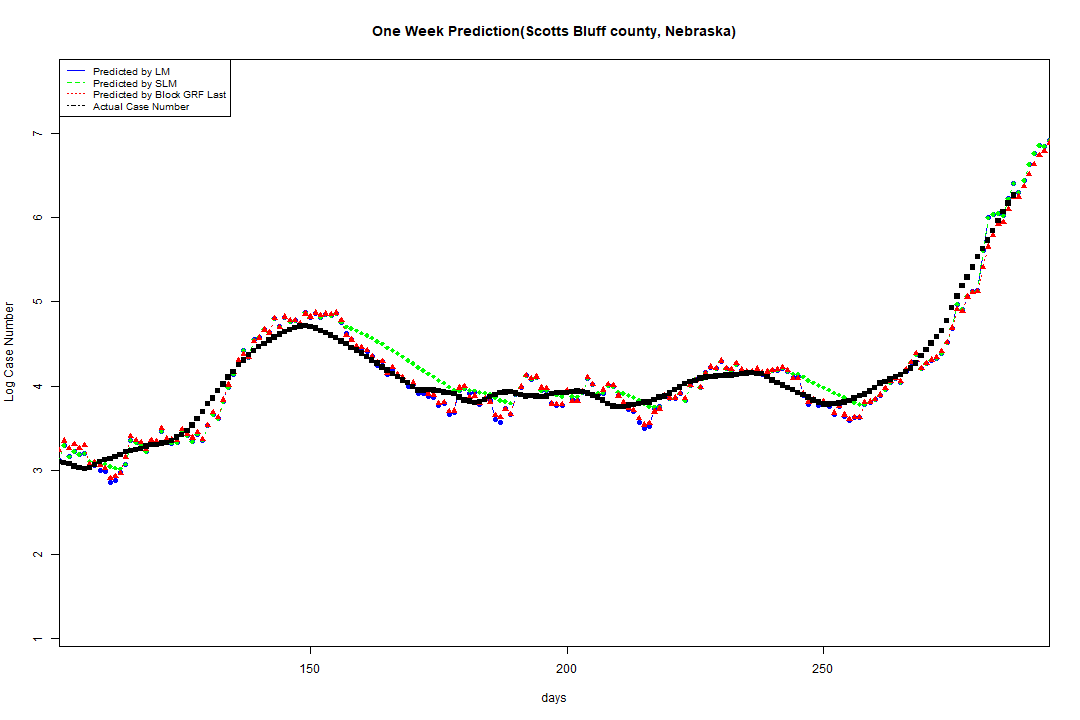 One Week Prediction(Scotts Bluff county, Nebraska)
Predicted by LM
Predicted by SLM
Predicted by Block GRF Last
Actual Case Number
7
6
5
4
3
2
1
Log Case Number
150 200 250
days